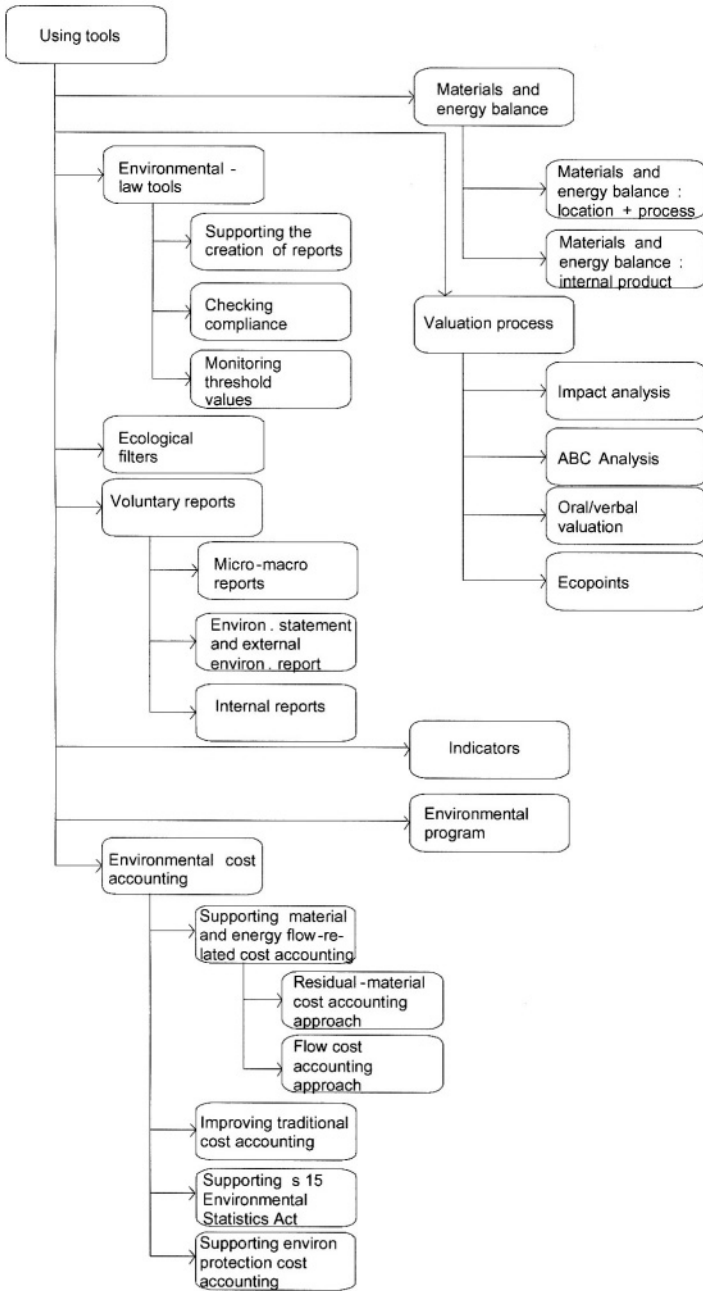 Using tools
Materials and
energy balance
Materials and
energy balance :
location + process
Materials and
energy balance :
internal product
Environmental -
law tools
Supporting the
creation of reports
Checking
compliance
Monitoring
threshold
values
Valuation process
Impact analysis
ABC Analysis
Oral/verbal
valuation
Ecopoints
Ecological
filters
Voluntary reports
Micro-macro
reports
Environ . statement
and external
environ . report
Internal reports
Indicators
Environmental
program
Environmental cost
accounting
Supporting material
and energy flow-re-
lated cost accounting
Residual -material
cost accounting
approach
Flow cost
accounting
approach
Improving traditional
cost accounting
Supporting s 15
Environmental
Statistics Act
Supporting environ
protection cost
accounting